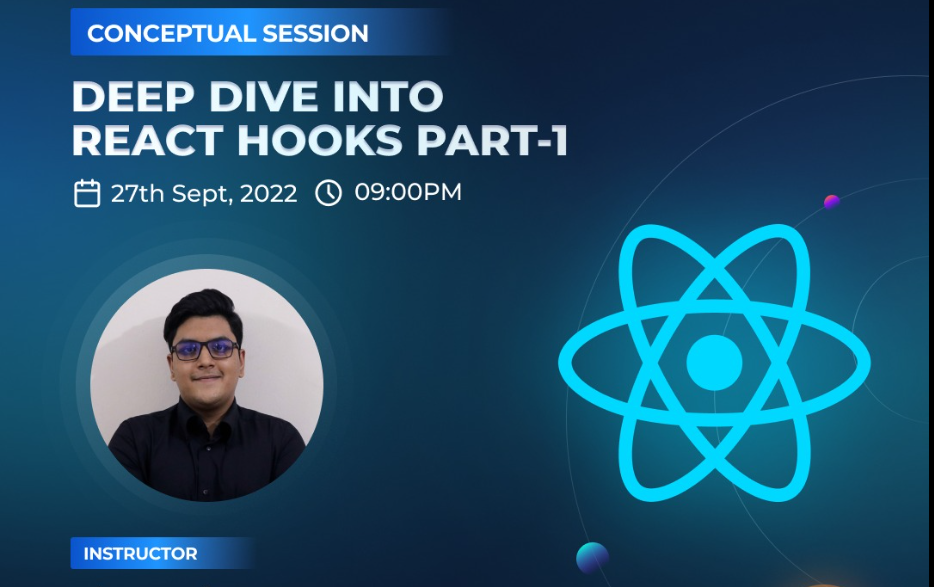 CONCEPTUAL SESSION
DEEP DIVE INTO
REACT HOOKS PART-1
27th Sept, 2022 09:00PM
INSTRUCTOR